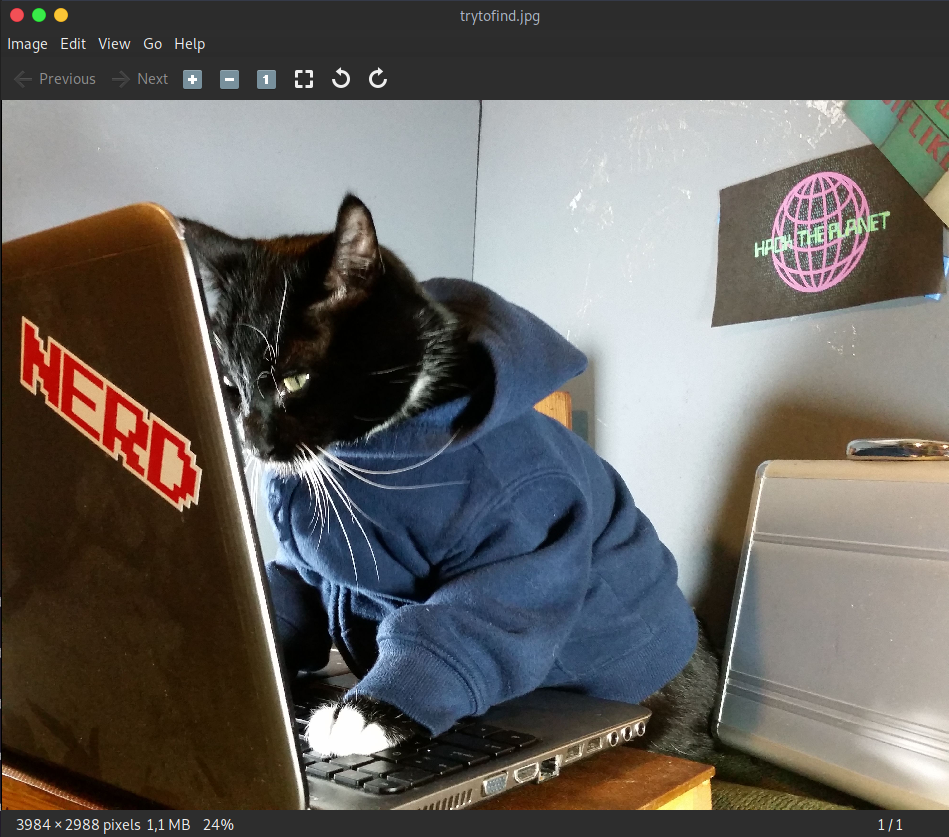 trytofind.jpg
Image Edit View Go Help
Previous Next 1
LIKE
HACK THE PLANET
NERD
3984 × 2988 pixels 1,1 MB 24%
1 / 1